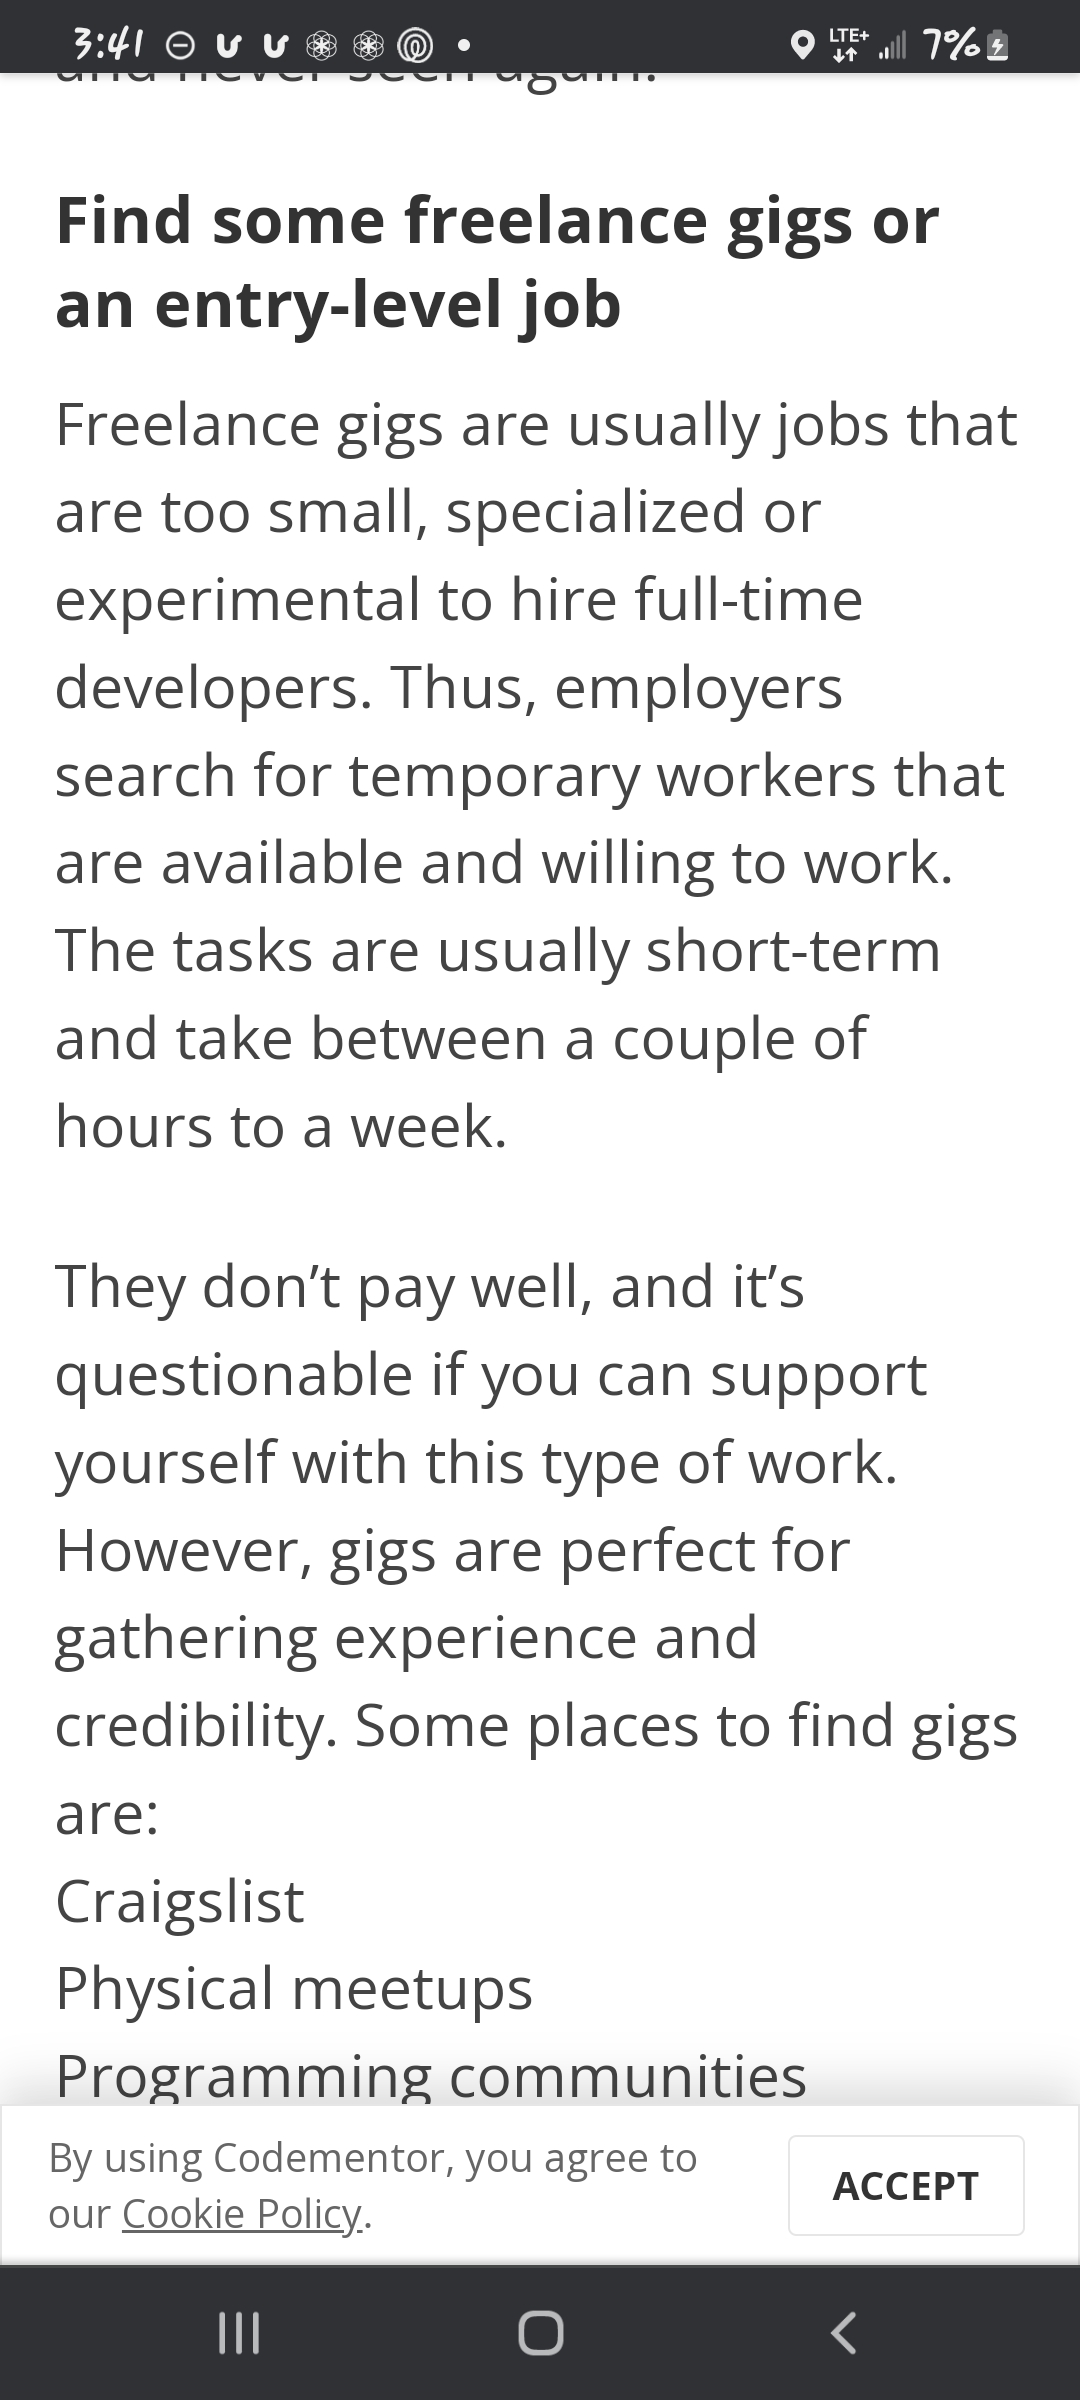 3:41
LTE+
7%
and never seen again.
Find some freelance gigs or
an entry-level job
Freelance gigs are usually jobs that
are too small, specialized or
experimental to hire full-time
developers. Thus, employers
search for temporary workers that
are available and willing to work.
The tasks are usually short-term
and take between a couple of
hours to a week.
They don’t pay well, and it’s
questionable if you can support
yourself with this type of work.
However, gigs are perfect for
gathering experience and
credibility. Some places to find gigs
are:
Craigslist
Physical meetups
Programming communities
By using Codementor, you agree to
our Cookie Policy.
ACCEPT